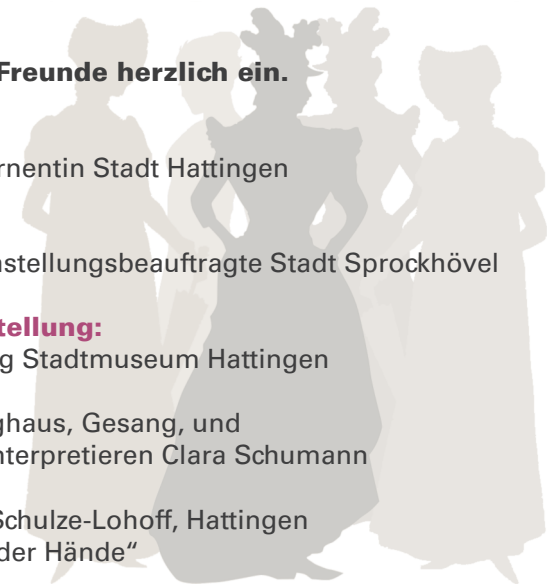 Freunde herzlich ein.
rnentin Stadt Hattingen
hstellungsbeauftragte Stadt Sprockhövel
tellung:
g Stadtmuseum Hattingen
ghaus, Gesang, und
nterpretieren Clara Schumann
Schulze-Lohoff, Hattingen
der Hände“